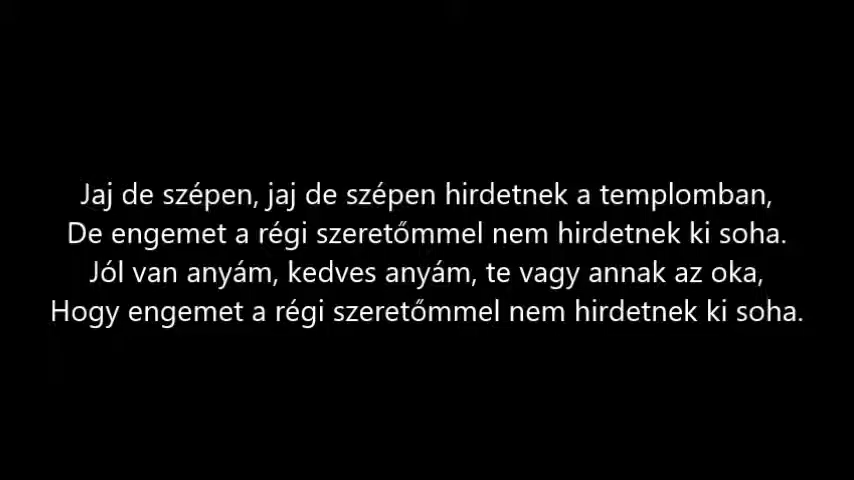 Jaj de szépen, jaj de szépen hirdetnek a templomban,
De engemet a régi szeretőmmel nem hirdetnek ki soha.
Jól van anyám, kedves anyám, te vagy annak az oka,
Hogy engemet a régi szeretőmmel nem hirdetnek ki soha.